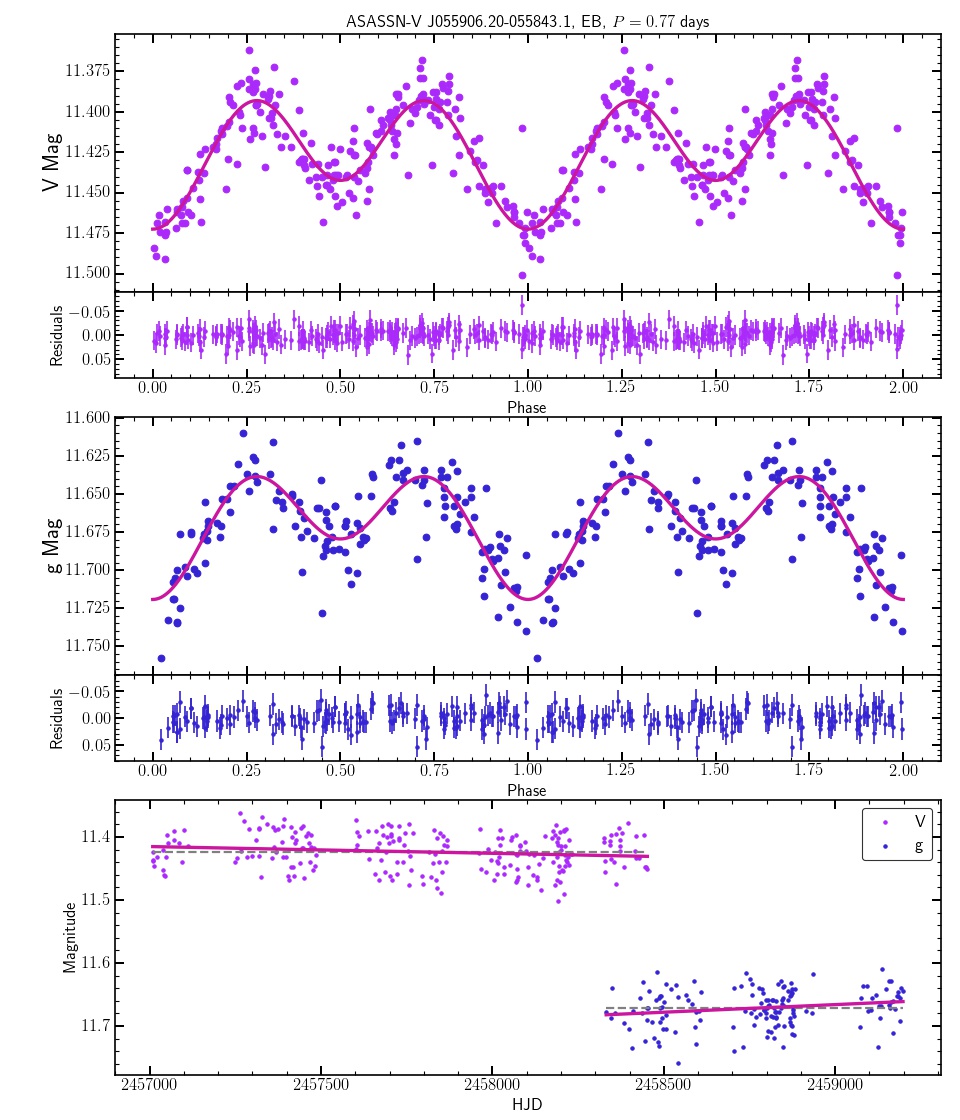 ASASSN-V J055906.20-055843.1, EB, P = 0.77 days
V Mag
11.375
11.400
11.425
11.450
11.475
11.500
Residuals
−0.05
0.00
0.05
0.00 0.25 0.50 0.75 1.00 1.25 1.50 1.75 2.00
Phase
g Mag
11.600
11.625
11.650
11.675
11.700
11.725
11.750
Residuals
−0.05
0.00
0.05
0.00 0.25 0.50 0.75 1.00 1.25 1.50 1.75 2.00
Phase
Magnitude
11.4
11.5
11.6
11.7
V
g
2457000 2457500 2458000 2458500 2459000
HJD